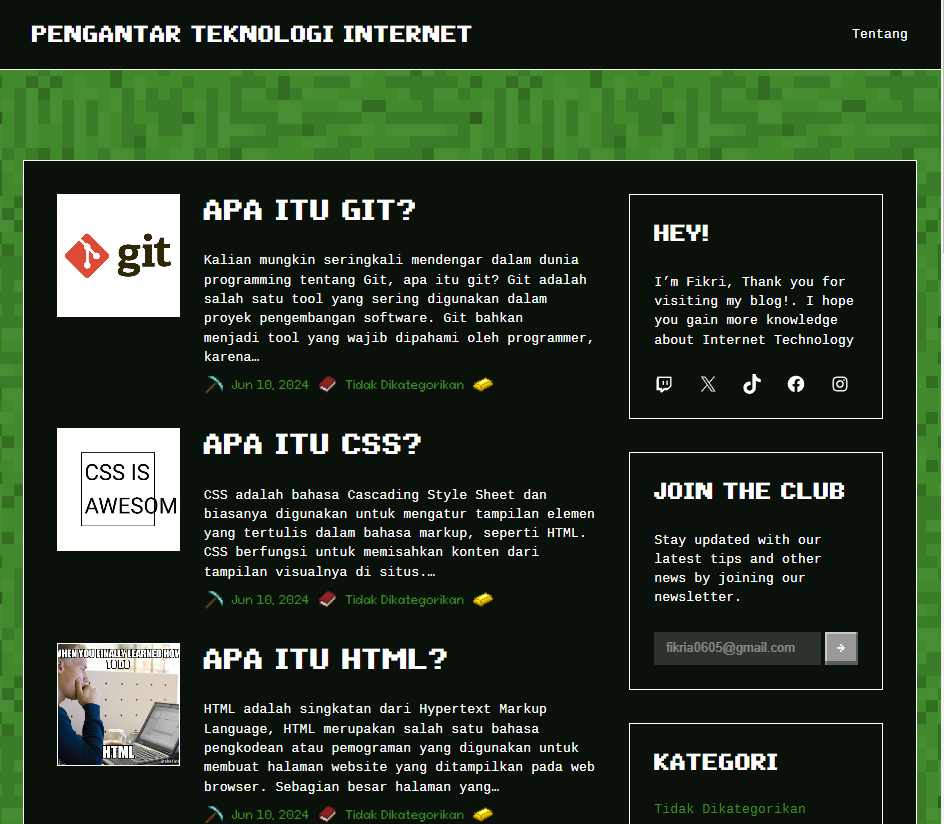 PENGANTAR TEKNOLOGI INTERNET
Tentang
git
APA ITU GIT?
Kalian mungkin seringkali mendengar dalam dunia
programming tentang Git, apa itu git? Git adalah
salah satu tool yang sering digunakan dalam
proyek pengembangan software. Git bahkan
menjadi tool yang wajib dipahami oleh programmer,
karena…
Jun 10, 2024 Tidak Dikategorikan
CSS IS
AWESOM
APA ITU CSS?
CSS adalah bahasa Cascading Style Sheet dan
biasanya digunakan untuk mengatur tampilan elemen
yang tertulis dalam bahasa markup, seperti HTML.
CSS berfungsi untuk memisahkan konten dari
tampilan visualnya di situs.…
Jun 10, 2024 Tidak Dikategorikan
WHEN YOU FINALLY LEARNED HOW
TO DO
HTML
APA ITU HTML?
HTML adalah singkatan dari Hypertext Markup
Language, HTML merupakan salah satu bahasa
pengkodean atau pemograman yang digunakan untuk
membuat halaman website yang ditampilkan pada web
browser. Sebagian besar halaman yang…
Jun 10, 2024 Tidak Dikategorikan
HEY!
I’m Fikri, Thank you for
visiting my blog!. I hope
you gain more knowledge
about Internet Technology
JOIN THE CLUB
Stay updated with our
latest tips and other
news by joining our
newsletter.
fikria0605@gmail.com
→
KATEGORI
Tidak Dikategorikan